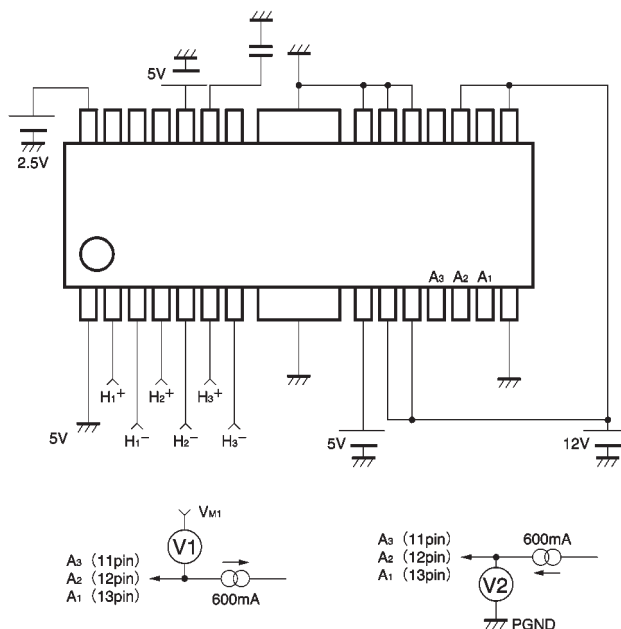 5V
2.5V
A3 A2 A1
H1+ H2+ H3+
5V H1− H2− H3− 5V 12V
VM1
V1
A3 (11pin)
A2 (12pin)
A1 (13pin)
600mA
A3 (11pin)
A2 (12pin)
A1 (13pin)
600mA
V2
PGND